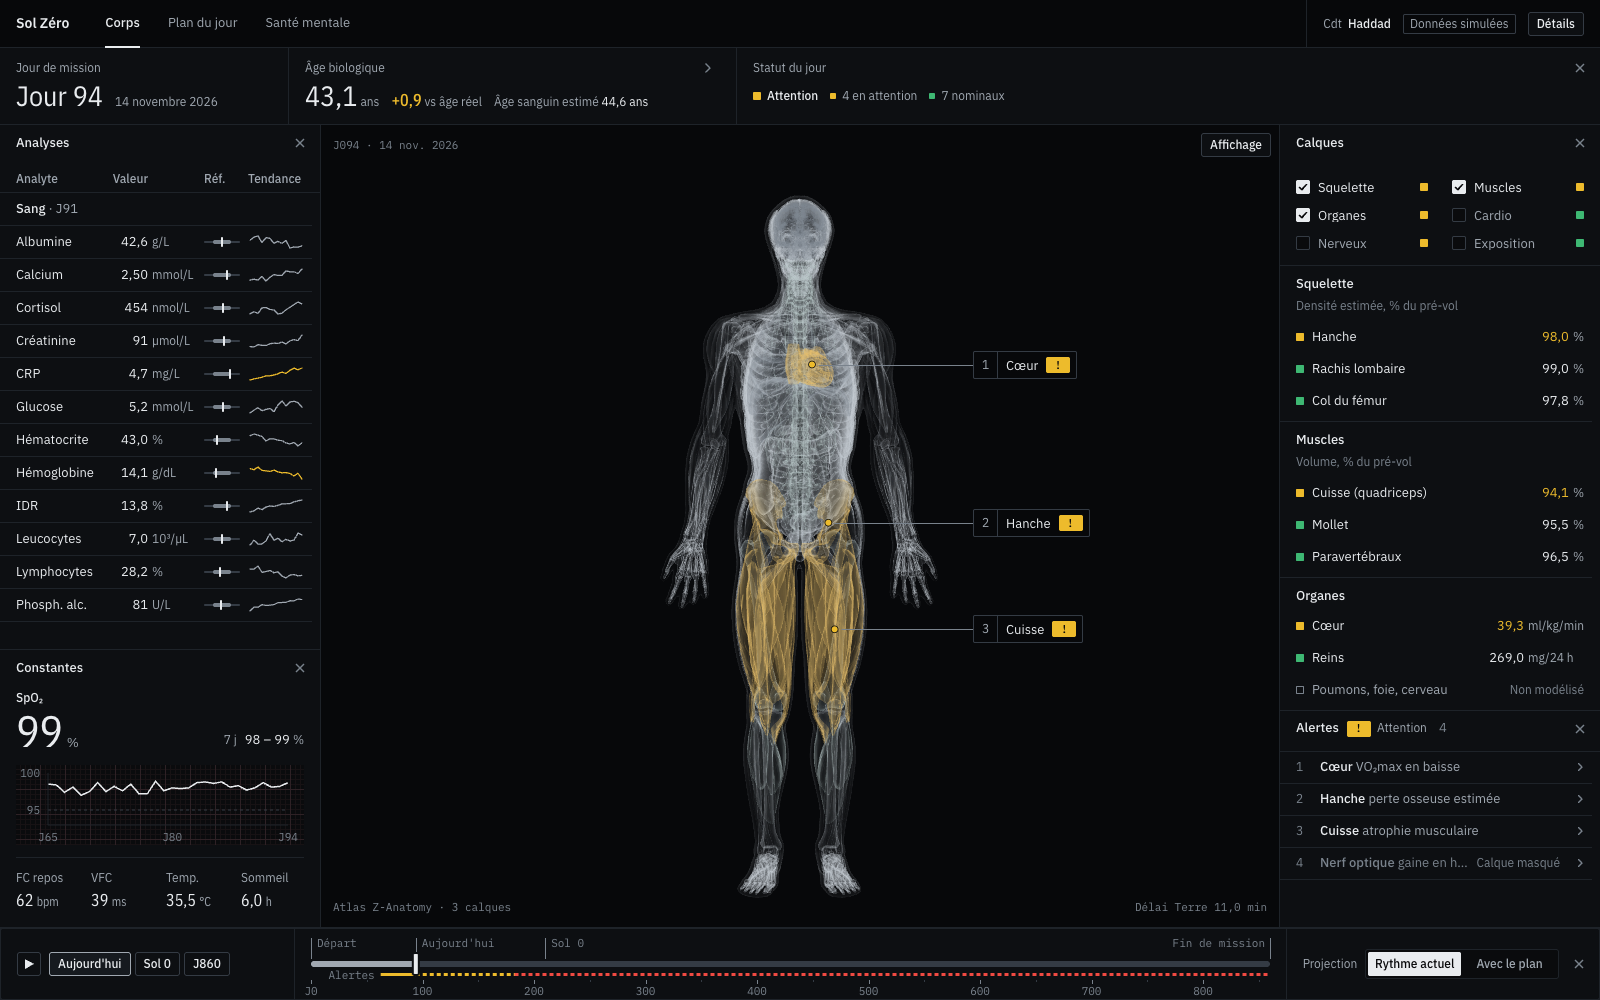 Sol Zéro Corps Plan du jour Santé mentale Cdt Haddad Données simulées Détails
Jour de mission
Jour 94 14 novembre 2026
Âge biologique
43,1 ans +0,9 vs âge réel Âge sanguin estimé 44,6 ans
Statut du jour
Attention 4 en attention 7 nominaux
Analyses
Analyte Valeur Réf. Tendance
Sang · J91
Albumine 42,6 g/L
Calcium 2,50 mmol/L
Cortisol 454 nmol/L
Créatinine 91 µmol/L
CRP 4,7 mg/L
Glucose 5,2 mmol/L
Hématocrite 43,0 %
Hémoglobine 14,1 g/dL
IDR 13,8 %
Leucocytes 7,0 10³/µL
Lymphocytes 28,2 %
Phosph. alc. 81 U/L
Constantes
SpO₂
99 % 7 j 98 – 99 %
100
95
J65 J80 J94
FC repos VFC Temp. Sommeil
62 bpm 39 ms 35,5 °C 6,0 h
J094 · 14 nov. 2026 Affichage
1 Cœur !
2 Hanche !
3 Cuisse !
Atlas Z-Anatomy · 3 calques Délai Terre 11,0 min
Calques
Squelette Muscles
Organes Cardio
Nerveux Exposition
Squelette
Densité estimée, % du pré-vol
Hanche 98,0 %
Rachis lombaire 99,0 %
Col du fémur 97,8 %
Muscles
Volume, % du pré-vol
Cuisse (quadriceps) 94,1 %
Mollet 95,5 %
Paravertébraux 96,5 %
Organes
Cœur 39,3 ml/kg/min
Reins 269,0 mg/24 h
Poumons, foie, cerveau Non modélisé
Alertes ! Attention 4
1 Cœur VO₂max en baisse
2 Hanche perte osseuse estimée
3 Cuisse atrophie musculaire
4 Nerf optique gaine en h… Calque masqué
Aujourd'hui Sol 0 J860
Départ Aujourd'hui Sol 0 Fin de mission
Alertes
J0 100 200 300 400 500 600 700 800
Projection Rythme actuel Avec le plan